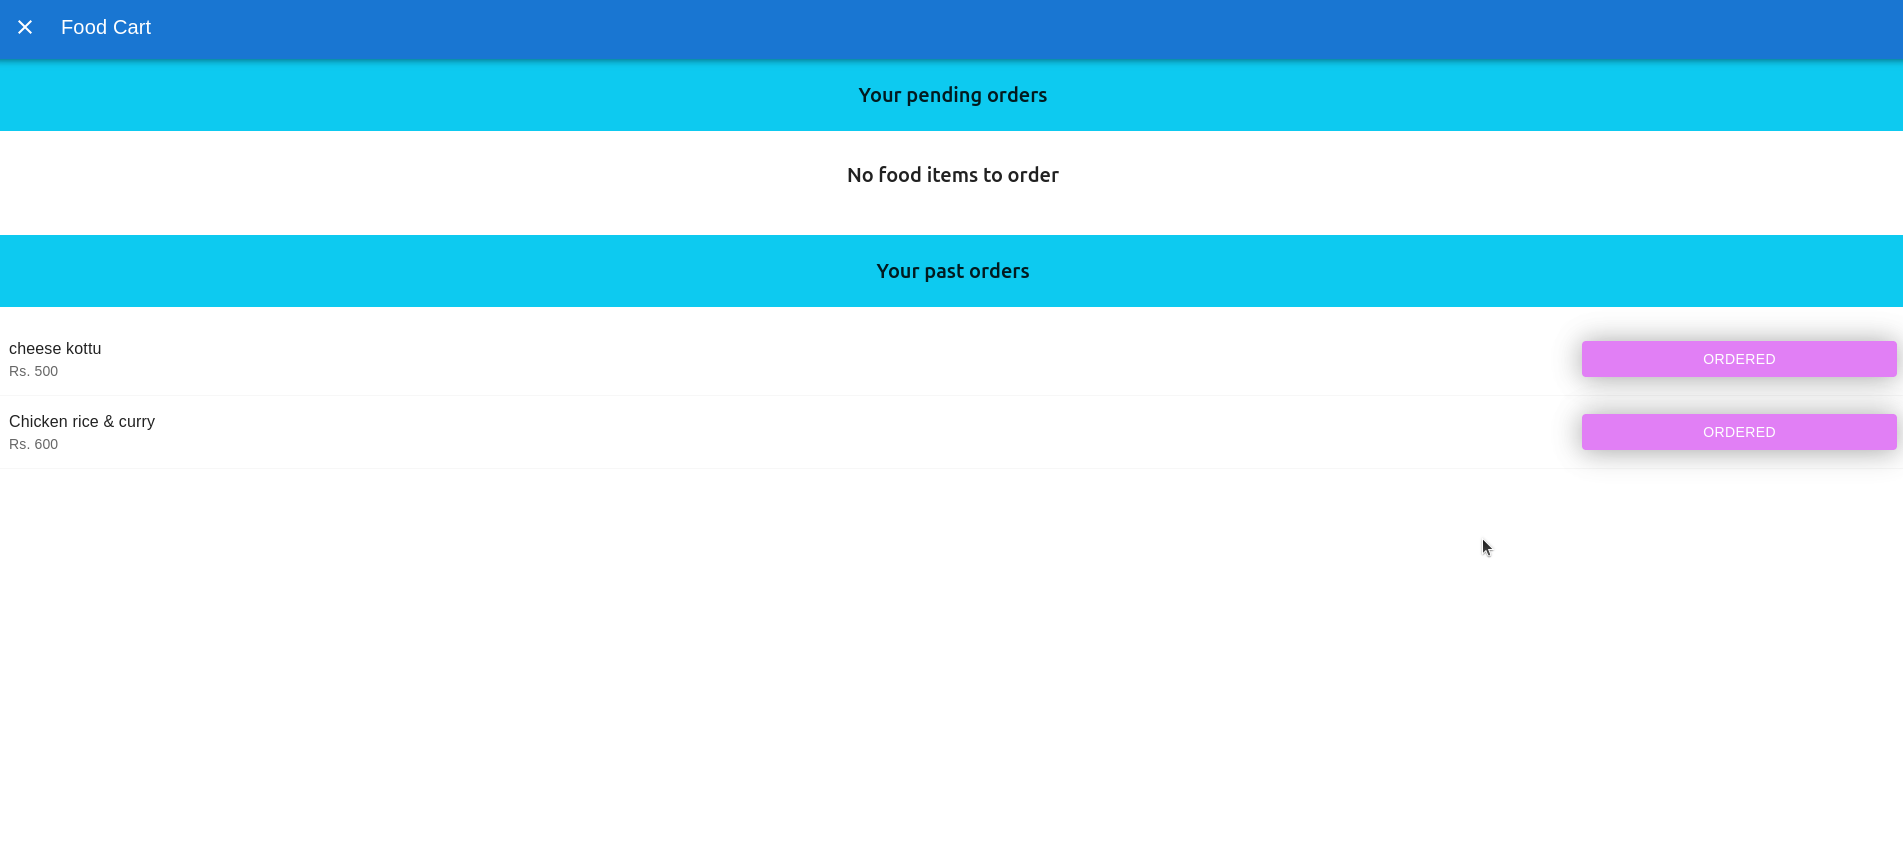 Food Cart
Your pending orders
No food items to order
Your past orders
cheese kottu
Rs. 500
ORDERED
Chicken rice & curry
Rs. 600
ORDERED